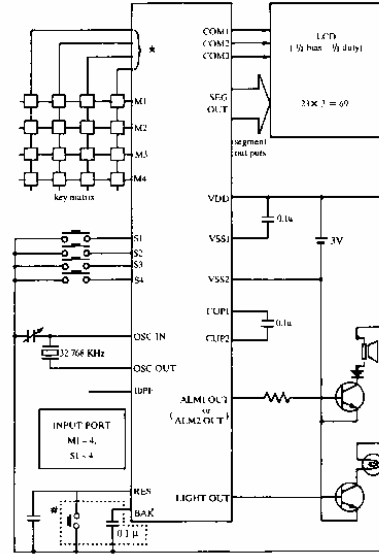 COM1
COM2
COM3
LCD
( ½ bias ⅓ duty)
23 × 3 = 69
SEG
OUT
segment
out puts
*
M1
M2
M3
M4
key matrix
VDD
0.1u
VSS1
3V
S1
S2
S3
S4
VSS2
CUP1
0.1u
CUP2
OSC IN
32.768 KHz
OSC OUT
ALM1 OUT
or
( ALM2 OUT )
INPUT PORT
M1 – 4,
S1 – 4
RES
#
BAK
0.1 μ
LIGHT OUT